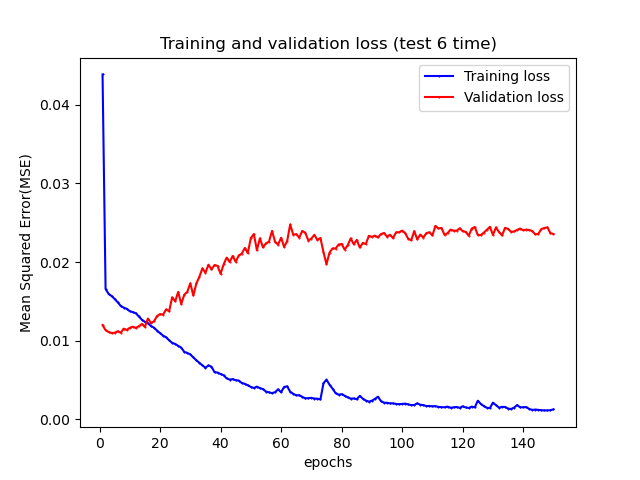 Training and validation loss (test 6 time)
Training loss
Validation loss
Mean Squared Error(MSE)
0.04
0.03
0.02
0.01
0.00
0 20 40 60 80 100 120 140
epochs